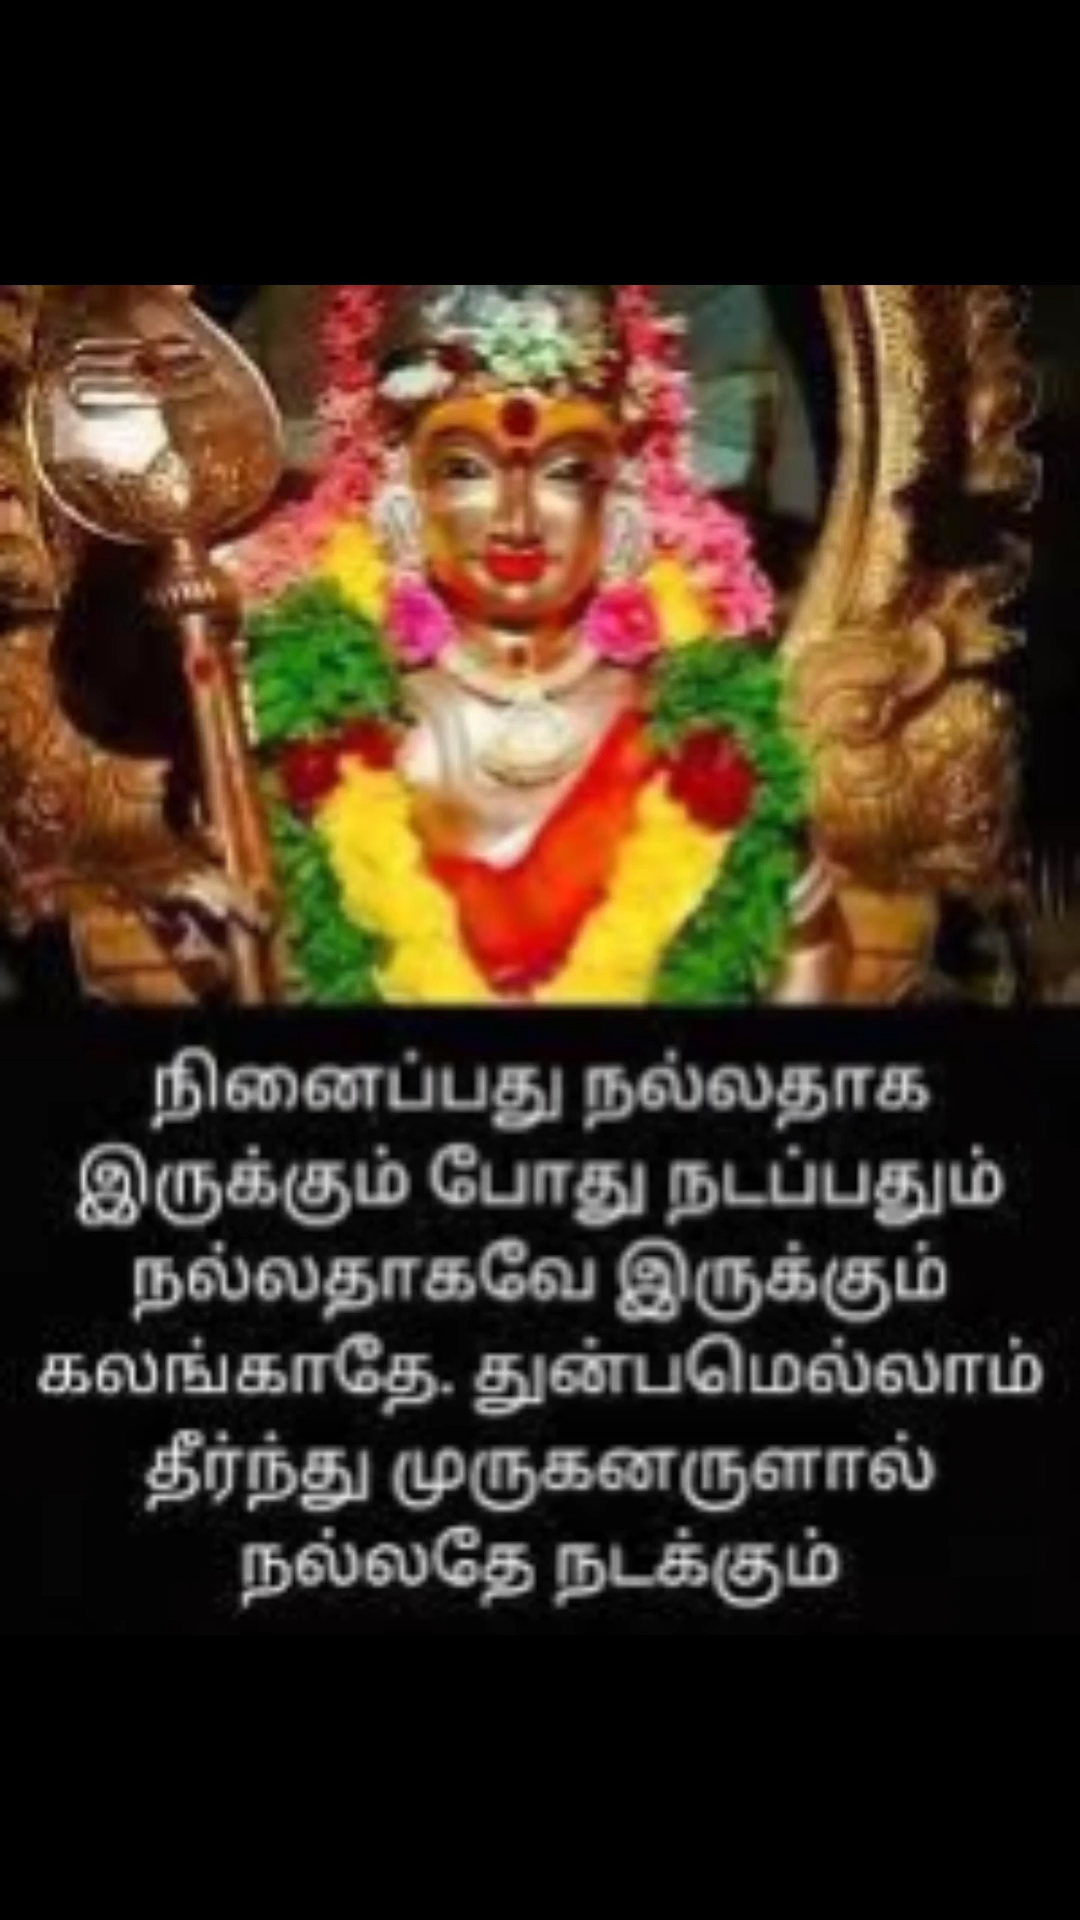 நினைப்பது நல்லதாக
இருக்கும் போது நடப்பதும்
நல்லதாகவே இருக்கும்
கலங்காதே. துன்பமெல்லாம்
தீர்ந்து முருகனருளால்
நல்லதே நடக்கும்